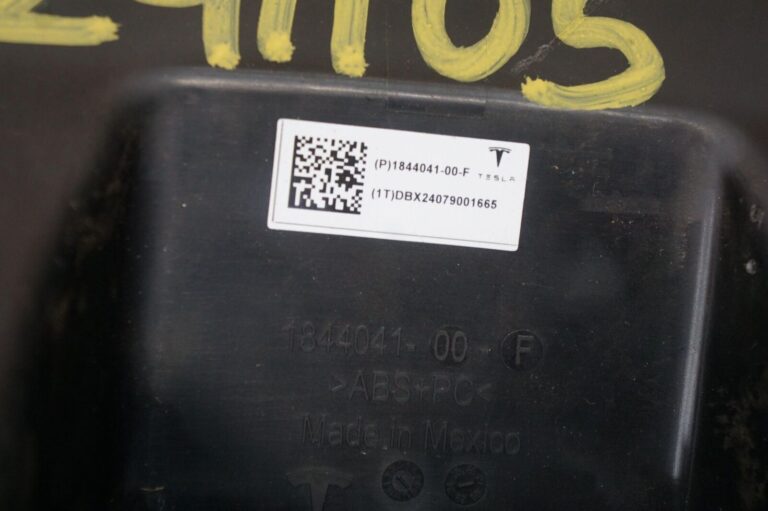 (P)1844041-00-F
TESLA
(1T)DBX24079001665
1844041-00-F
>ABS+PC<
Made in Mexico